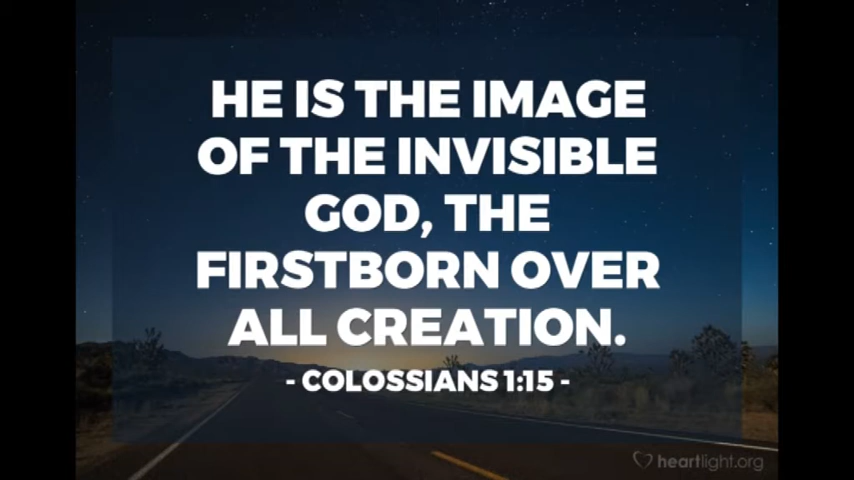 HE IS THE IMAGE
OF THE INVISIBLE
GOD, THE
FIRSTBORN OVER
ALL CREATION.
- COLOSSIANS 1:15 -
heartlight.org